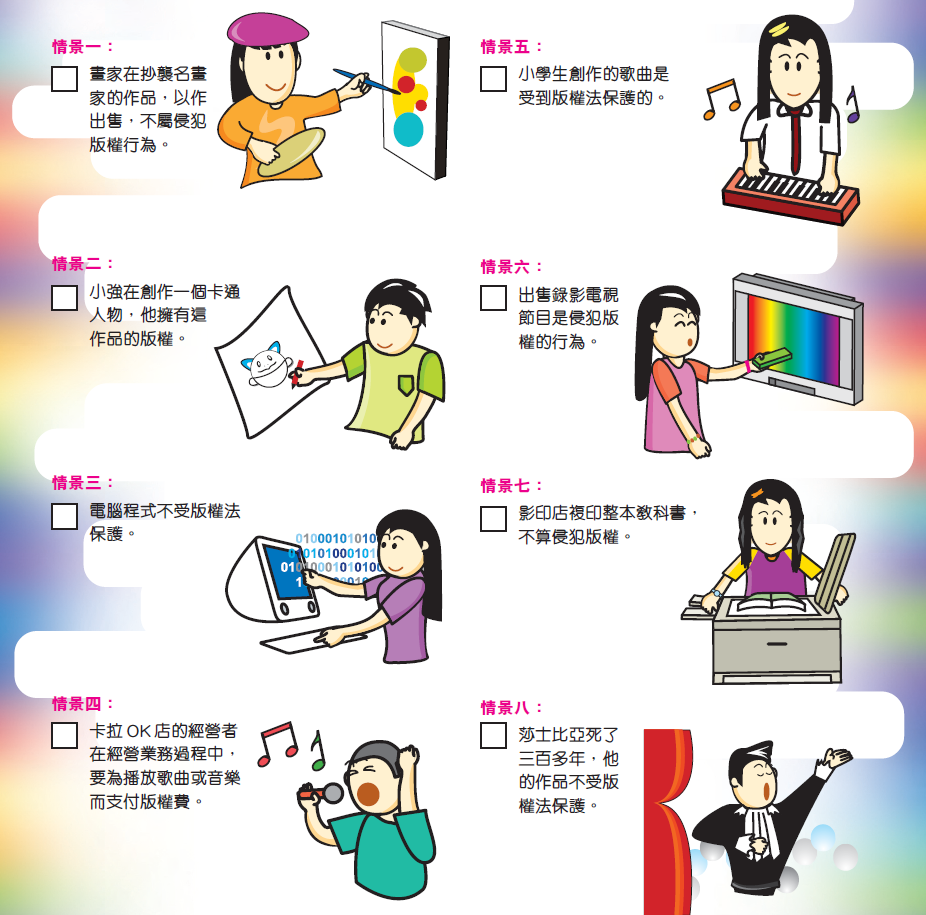 情景一：
畫家在抄襲名畫
家的作品，以作
出售，不屬侵犯
版權行為。
情景二：
小強在創作一個卡通
人物，他擁有這
作品的版權。
情景三：
電腦程式不受版權法
保護。
0100010101
010101000101
0101000101010
情景四：
卡拉 OK 店的經營者
在經營業務過程中，
要為播放歌曲或音樂
而支付版權費。
情景五：
小學生創作的歌曲是
受到版權法保護的。
情景六：
出售錄影電視
節目是侵犯版
權的行為。
情景七：
影印店複印整本教科書，
不算侵犯版權。
情景八：
莎士比亞死了
三百多年，他
的作品不受版
權法保護。